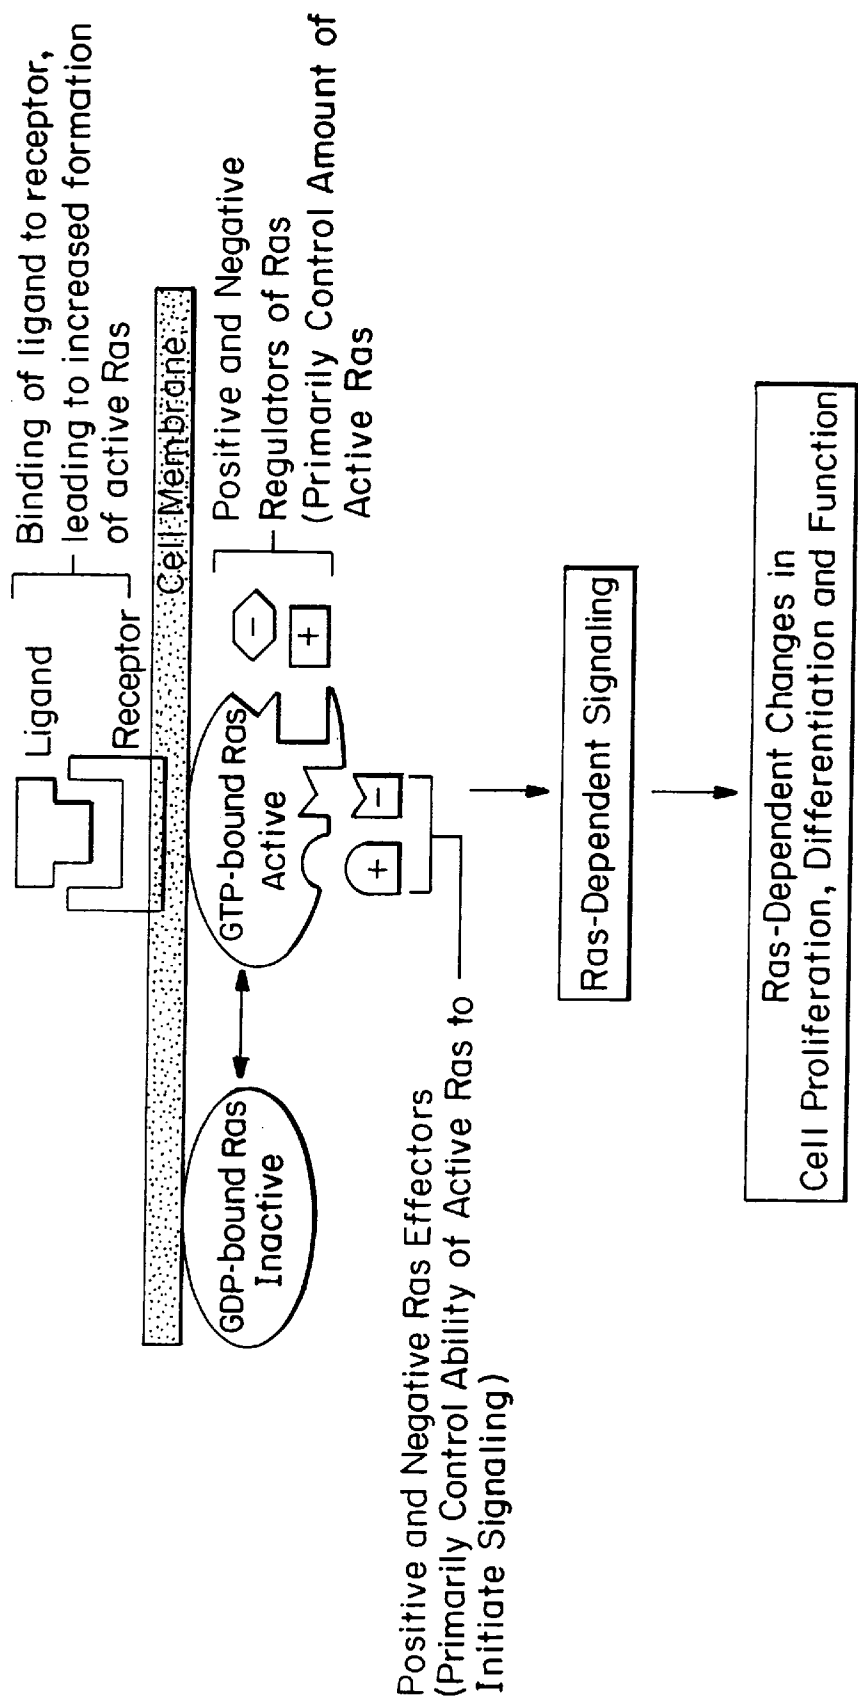 Ligand
Receptor
Binding of ligand to receptor,
leading to increased formation
of active Ras
Cell Membrane
GDP-bound Ras
Inactive
GTP-bound Ras
Active
-
+
Positive and Negative
Regulators of Ras
(Primarily Control Amount of
Active Ras
+
-
Positive and Negative Ras Effectors
(Primarily Control Ability of Active Ras to
Initiate Signaling)
Ras-Dependent Signaling
Ras-Dependent Changes in
Cell Proliferation, Differentiation and Function